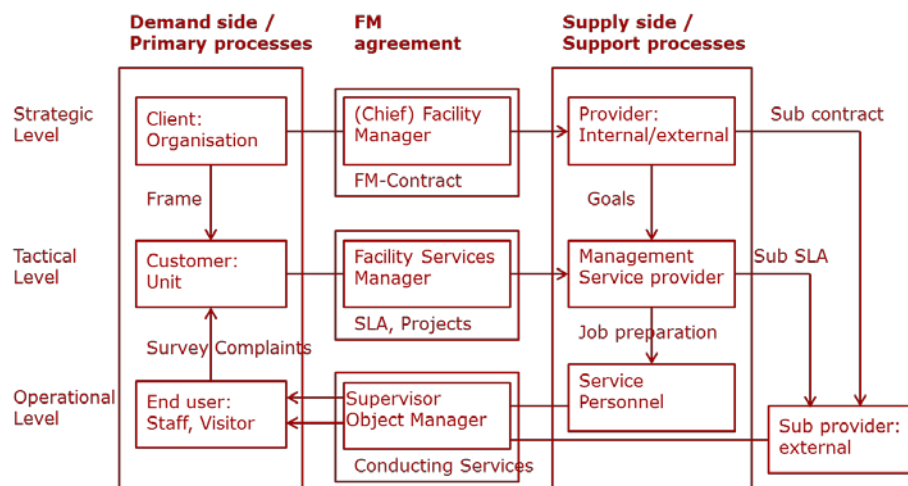 Demand side /
Primary processes
FM
agreement
Supply side /
Support processes
Strategic
Level
Client:
Organisation
(Chief) Facility
Manager
FM-Contract
Provider:
Internal/external
Sub contract
Frame
Goals
Tactical
Level
Customer:
Unit
Facility Services
Manager
SLA, Projects
Management
Service provider
Sub SLA
Survey Complaints
Job preparation
Operational
Level
End user:
Staff, Visitor
Supervisor
Object Manager
Conducting Services
Service
Personnel
Sub provider:
external